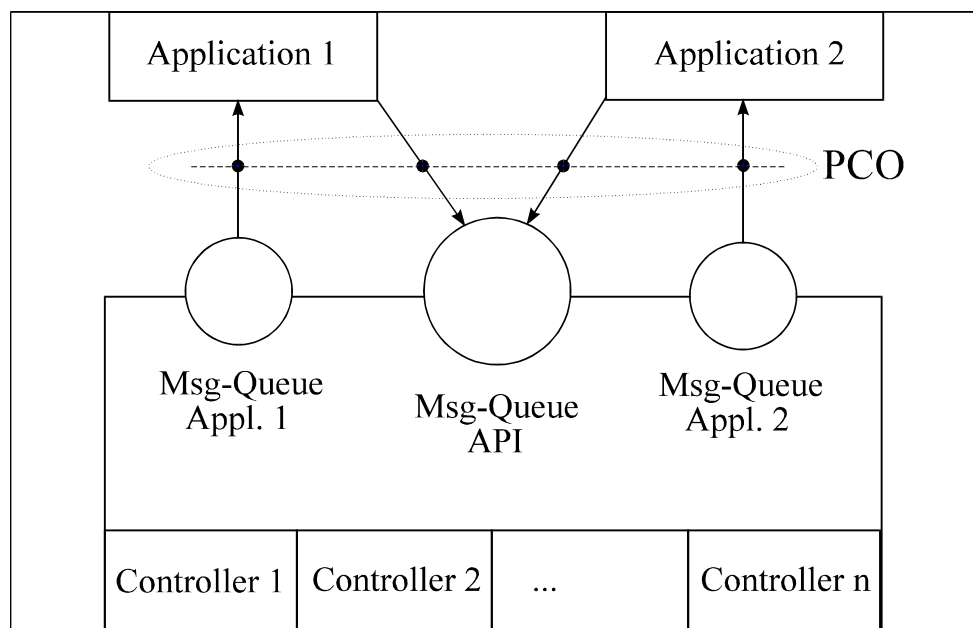 Application 1
Application 2
PCO
Msg-Queue
Appl. 1
Msg-Queue
API
Msg-Queue
Appl. 2
Controller 1
Controller 2
...
Controller n